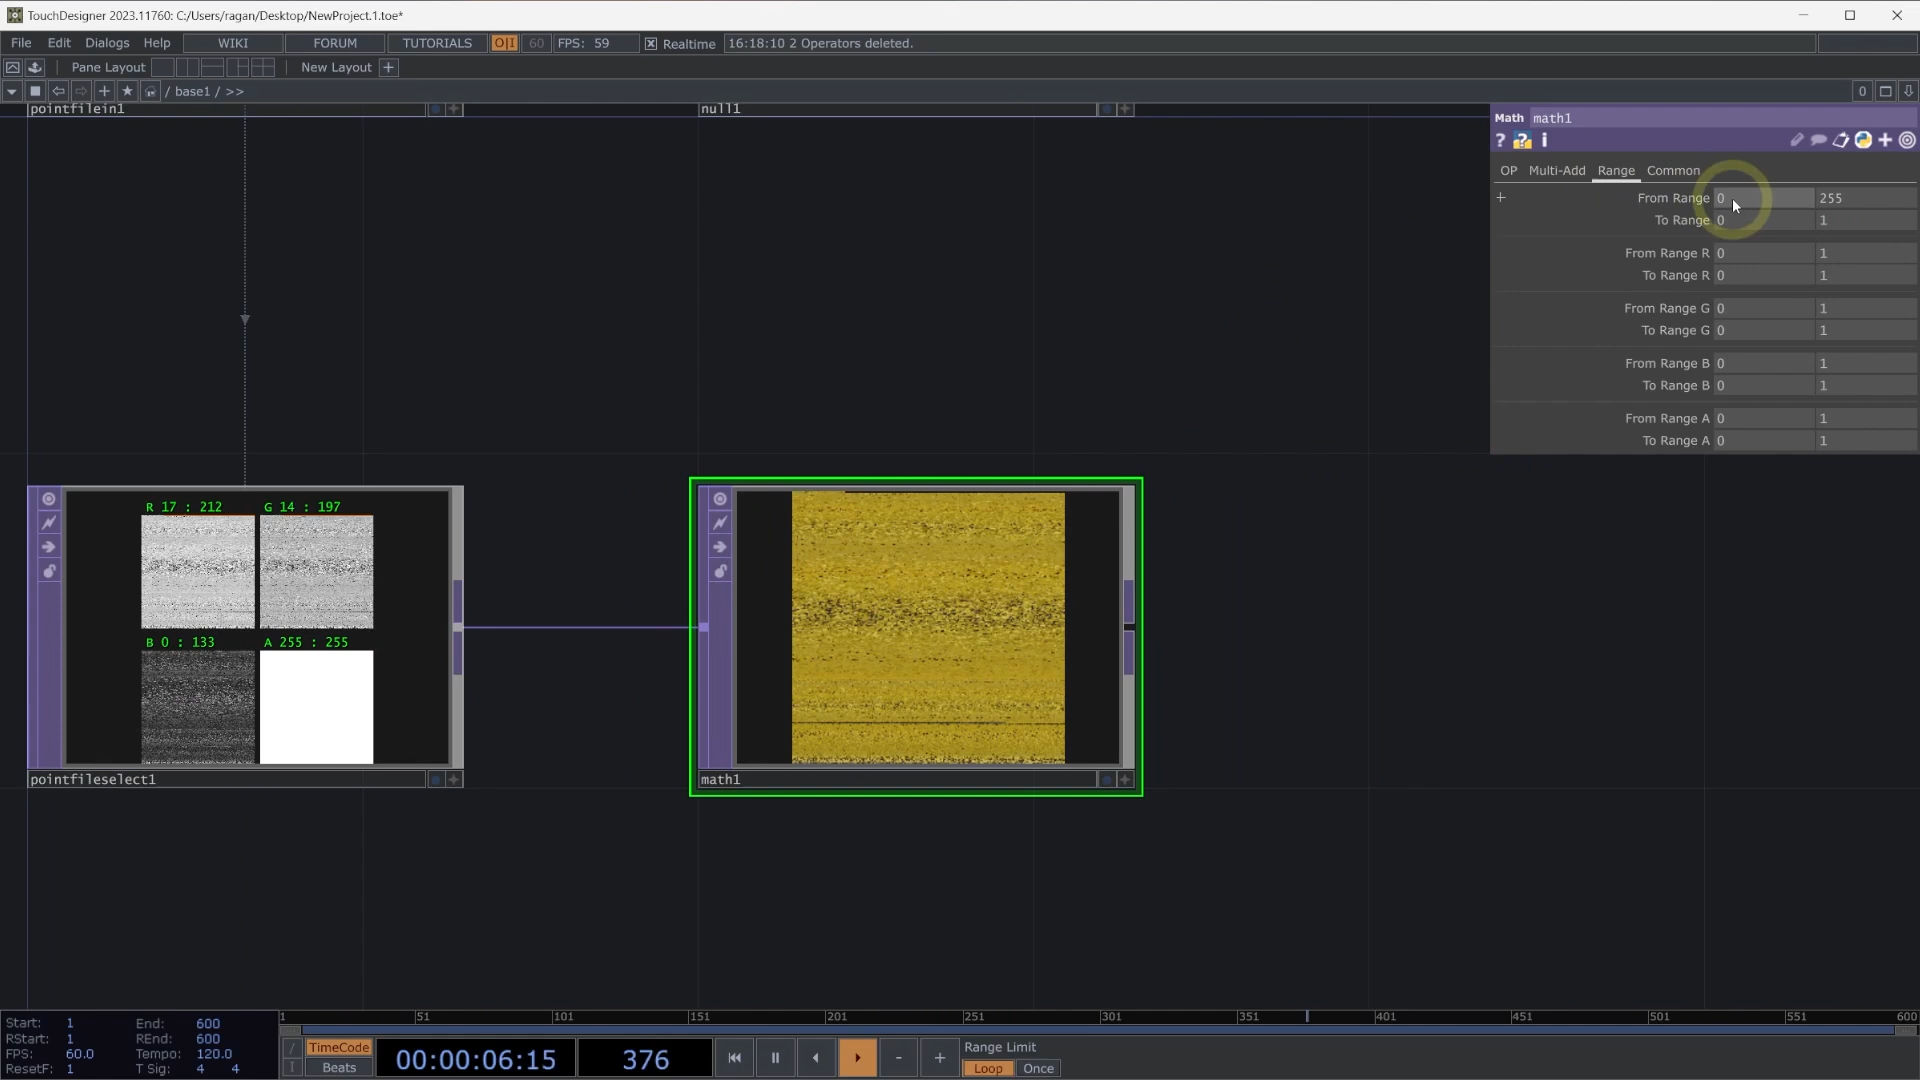 TouchDesigner 2023.11760: C:/Users/ragan/Desktop/NewProject.1.toe*
File Edit Dialogs Help WIKI FORUM TUTORIALS O|I 60 FPS: 59 Realtime 16:18:10 2 Operators deleted.
Pane Layout New Layout +
/ base1 / >> 0
pointfilein1 null1
Math math1
? ? i
OP Multi-Add Range Common
+ From Range 0 255
To Range 0 1
From Range R 0 1
To Range R 0 1
From Range G 0 1
To Range G 0 1
From Range B 0 1
To Range B 0 1
From Range A 0 1
To Range A 0 1
R 17 : 212 G 14 : 197
B 0 : 133 A 255 : 255
pointfileselect1 math1
1 51 101 151 201 251 301 351 401 451 501 551 600
Start: 1 End: 600
RStart: 1 REnd: 600
FPS: 60.0 Tempo: 120.0
ResetF: 1 T Sig: 4 4
TimeCode
Beats
00:00:06:15 376
- +
Range Limit
Loop Once